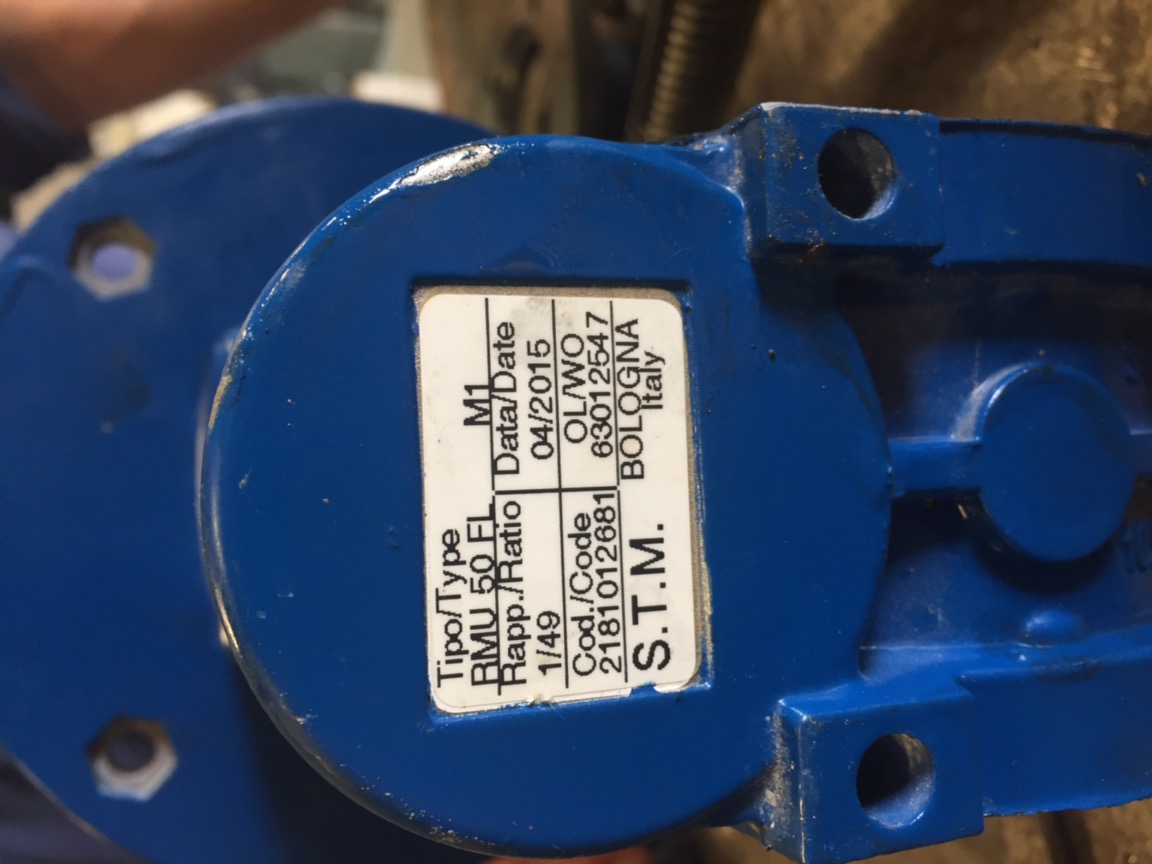 Tipo/Type
RMU 50 FL M1
Rapp./Ratio Data/Date
1/49 04/2015
Cod./Code OL/WO
2181012681 63012547
S.T.M. BOLOGNA
Italy